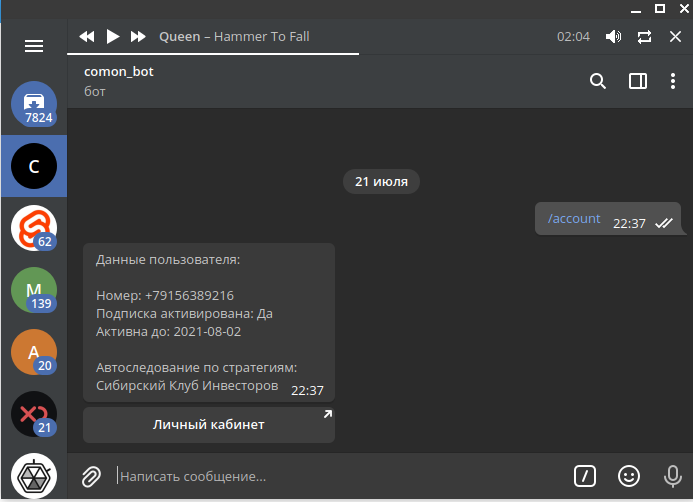 Queen – Hammer To Fall
02:04
comon_bot
бот
7824
C
62
М
139
А
20
21
21 июля
/account 22:37
Данные пользователя:
Номер: +79156389216
Подписка активирована: Да
Активна до: 2021-08-02
Автоследование по стратегиям:
Сибирский Клуб Инвесторов 22:37
Личный кабинет
Написать сообщение...